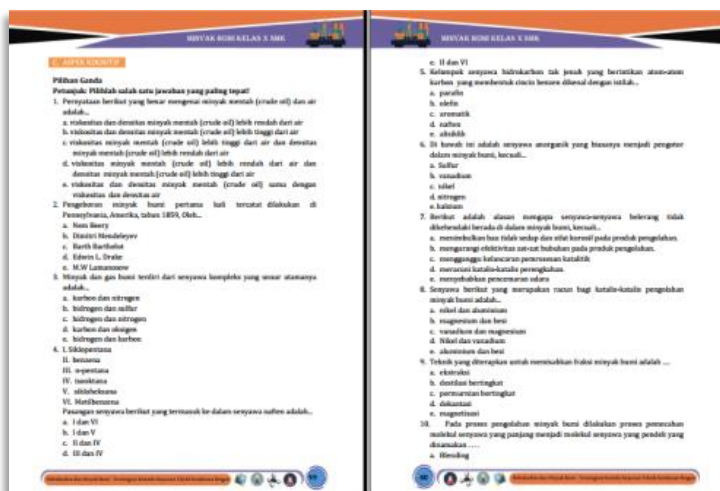 MINYAK BUMI KELAS X SMK
C. ASPEK KOGNITIF
Pilihan Ganda
Petunjuk: Pilihlah salah satu jawaban yang paling tepat!
1. Pernyataan berikut yang benar mengenai minyak mentah (crude oil) dan air
adalah...
a. viskositas dan densitas minyak mentah (crude oil) lebih rendah dari air
b. viskositas dan densitas minyak mentah (crude oil) lebih tinggi dari air
c. viskositas minyak mentah (crude oil) lebih tinggi dari air dan densitas
minyak mentah (crude oil) lebih rendah dari air
d. viskositas minyak mentah (crude oil) lebih rendah dari air dan
densitas minyak mentah (crude oil) lebih tinggi dari air
e. viskositas dan densitas minyak mentah (crude oil) sama dengan
viskositas dan densitas air
2. Pengeboran minyak bumi pertama kali tercatat dilakukan di
Pennsylvania, Amerika, tahun 1859, Oleh...
a. Nem Beery
b. Dimitri Mendeleyev
c. Barth Barthelot
d. Edwin L. Drake
e. M.W Lamanosow
3. Minyak dan gas bumi terdiri dari senyawa kompleks yang unsur utamanya
adalah...
a. karbon dan nitrogen
b. hidrogen dan sulfur
c. hidrogen dan nitrogen
d. karbon dan oksigen
e. hidrogen dan karbon
4. I. Siklopentana
II. benzena
III. n-pentana
IV. isooktana
V. sikloheksana
VI. Metilbenzena
Pasangan senyawa berikut yang termasuk ke dalam senyawa naften adalah...
a. I dan VI
b. I dan V
c. II dan IV
d. III dan IV
59
MINYAK BUMI KELAS X SMK
e. II dan VI
5. Kelompok senyawa hidrokarbon tak jenuh yang berintikan atom-atom
karbon yang membentuk cincin benzen dikenal dengan istilah...
a. parafin
b. olefin
c. aromatik
d. naften
e. alisiklik
6. Di bawah ini adalah senyawa anorganik yang biasanya menjadi pengotor
dalam minyak bumi, kecuali...
a. Sulfur
b. vanadium
c. nikel
d. nitrogen
e. kalsium
7. Berikut adalah alasan mengapa senyawa-senyawa belerang tidak
dikehendaki berada di dalam minyak bumi, kecuali...
a. menimbulkan bau tidak sedap dan sifat korosif pada produk pengolahan.
b. mengurangi efektivitas zat-zat bubuhan pada produk pengolahan.
c. mengganggu kelancaran pemrosesan katalitik
d. meracuni katalis-katalis perengkahan.
e. menyebabkan pencemaran udara
8. Senyawa berikut yang merupakan racun bagi katalis-katalis pengolahan
minyak bumi adalah...
a. nikel dan aluminium
b. magnesium dan besi
c. vanadium dan magnesium
d. Nikel dan vanadium
e. aluminium dan besi
9. Teknik yang diterapkan untuk memisahkan fraksi minyak bumi adalah ....
a. ekstraksi
b. destilasi bertingkat
c. permurnian bertingkat
d. dekantasi
e. magnetisasi
10. Pada proses pengolahan minyak bumi dilakukan proses pemecahan
molekul senyawa yang panjang menjadi molekul senyawa yang pendek yang
dinamakan .....
a. Blending
60